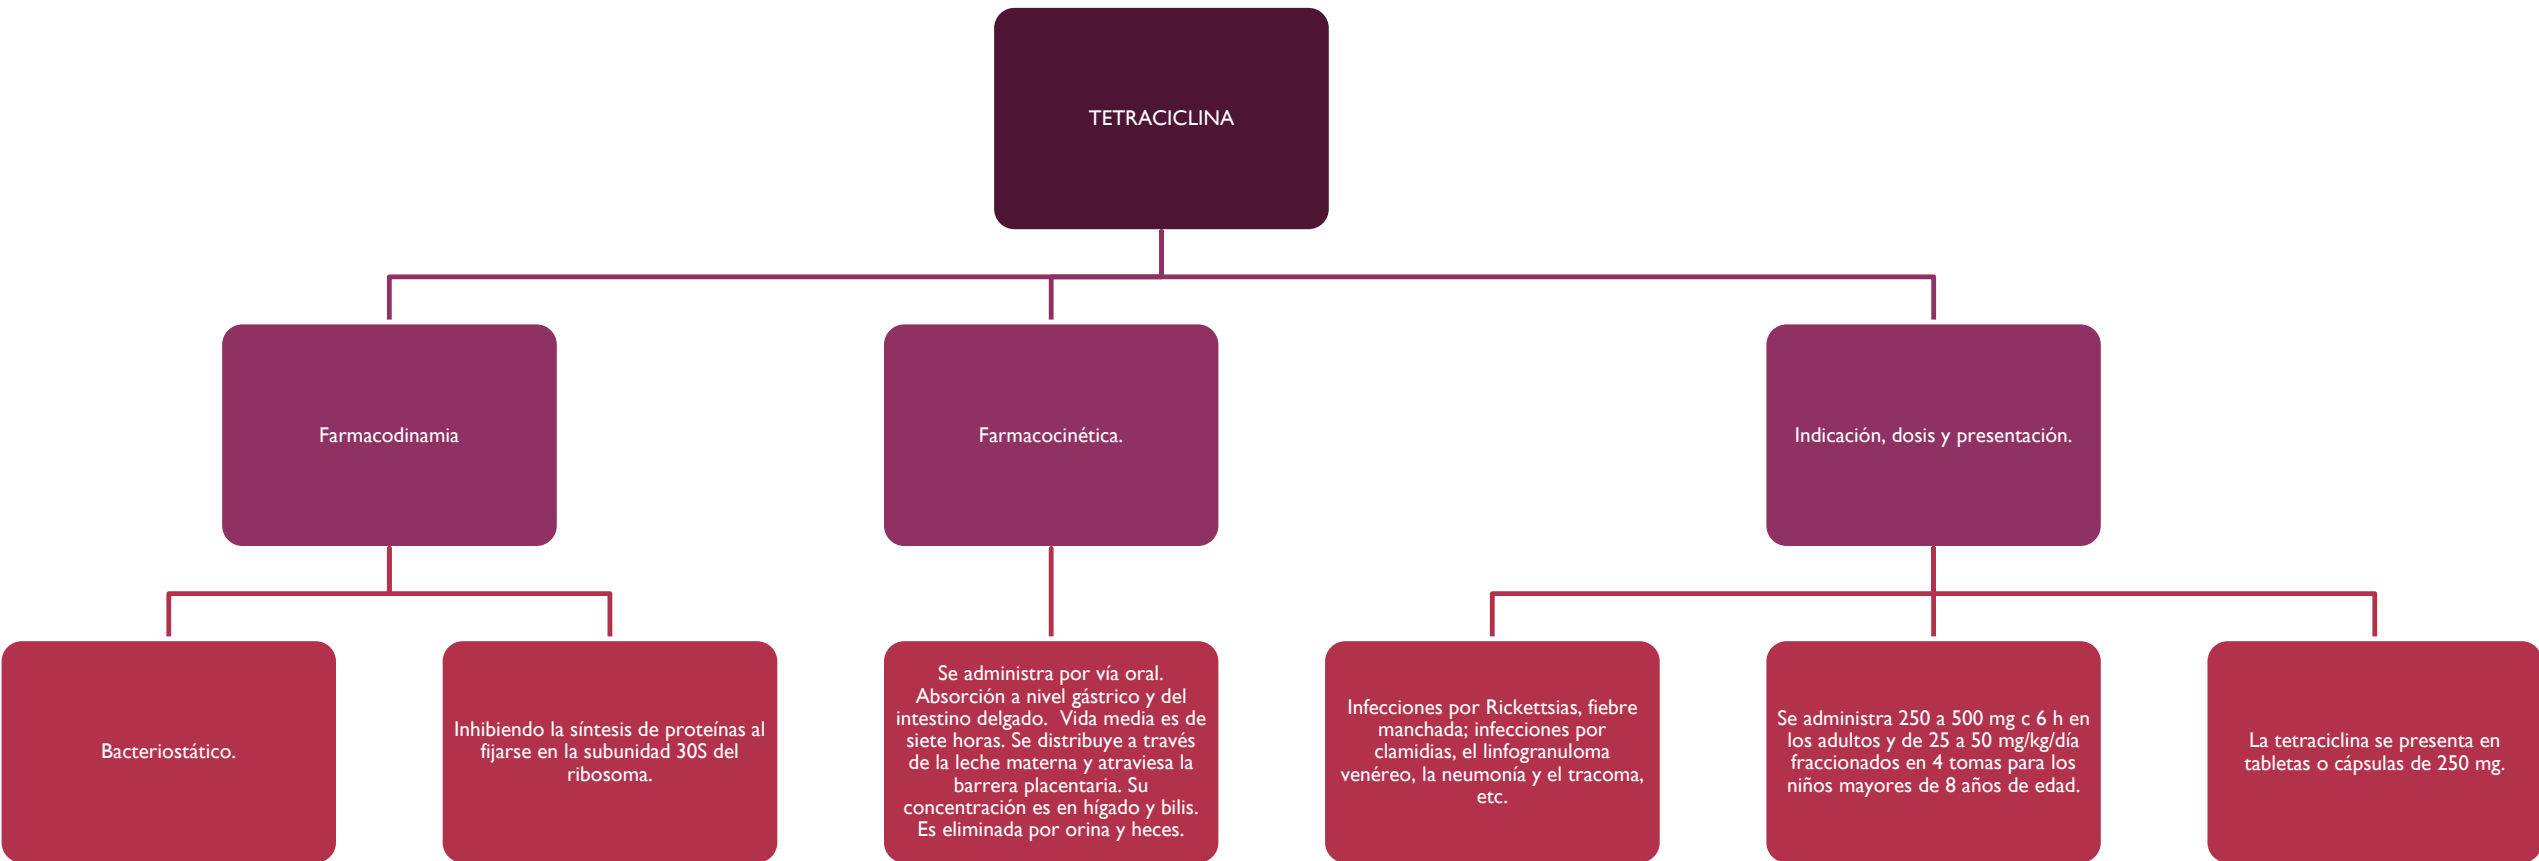 TETRACICLINA
Farmacodinamia
Farmacocinética.
Indicación, dosis y presentación.
Bacteriostático.
Inhibiendo la síntesis de proteínas al
fijarse en la subunidad 30S del
ribosoma.
Se administra por vía oral.
Absorción a nivel gástrico y del
intestino delgado. Vida media es de
siete horas. Se distribuye a través
de la leche materna y atraviesa la
barrera placentaria. Su
concentración es en hígado y bilis.
Es eliminada por orina y heces.
Infecciones por Rickettsias, fiebre
manchada; infecciones por
clamidias, el linfogranuloma
venéreo, la neumonía y el tracoma,
etc.
Se administra 250 a 500 mg c 6 h en
los adultos y de 25 a 50 mg/kg/día
fraccionados en 4 tomas para los
niños mayores de 8 años de edad.
La tetraciclina se presenta en
tabletas o cápsulas de 250 mg.